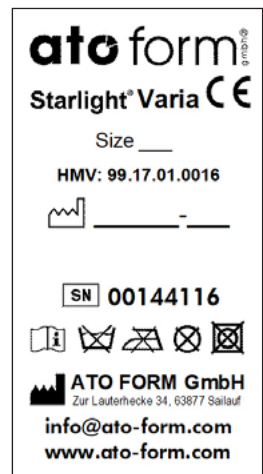 ato form gmbh®
Starlight® Varia CE
Size ___
HMV: 99.17.01.0016
_______-___
SN 00144116
ATO FORM GmbH
Zur Lauterhecke 34, 63877 Sailauf
info@ato-form.com
www.ato-form.com